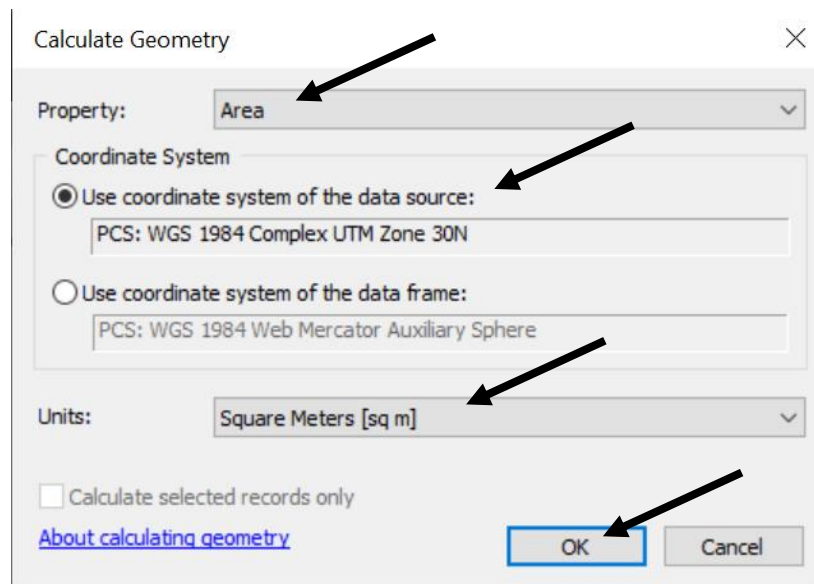 Calculate Geometry
Property: Area
Coordinate System
Use coordinate system of the data source:
PCS: WGS 1984 Complex UTM Zone 30N
Use coordinate system of the data frame:
PCS: WGS 1984 Web Mercator Auxiliary Sphere
Units: Square Meters [sq m]
Calculate selected records only
About calculating geometry OK Cancel